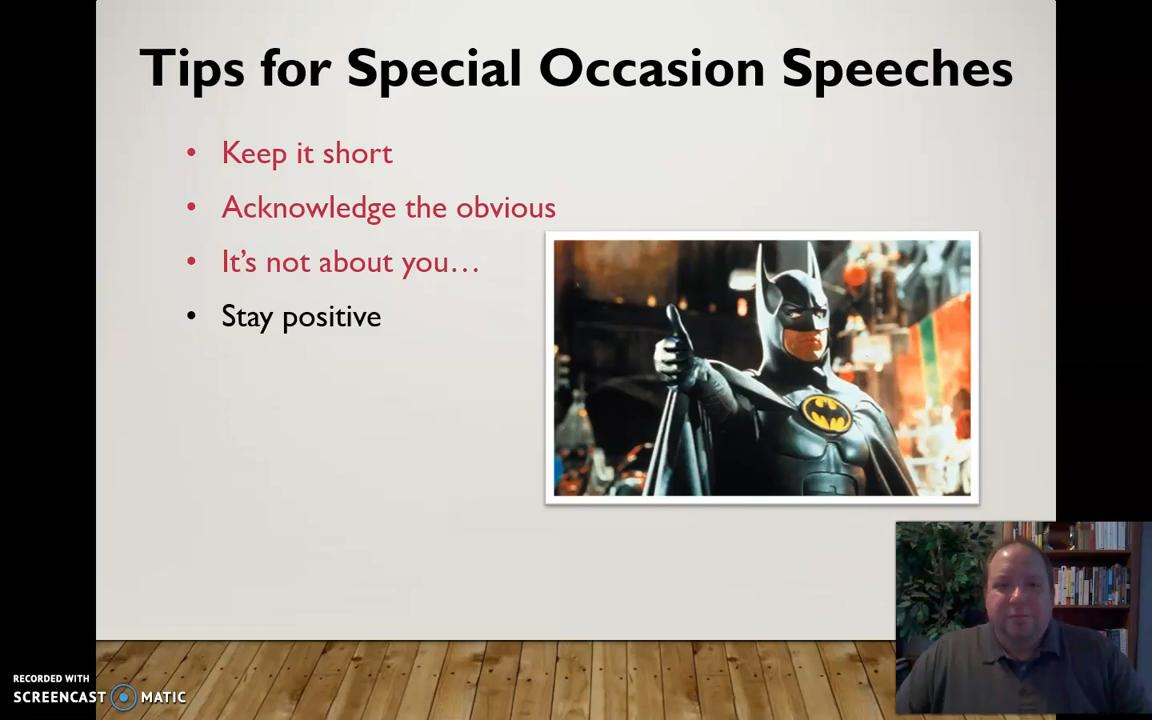 Tips for Special Occasion Speeches
• Keep it short
• Acknowledge the obvious
• It’s not about you…
• Stay positive
RECORDED WITH
SCREENCAST MATIC